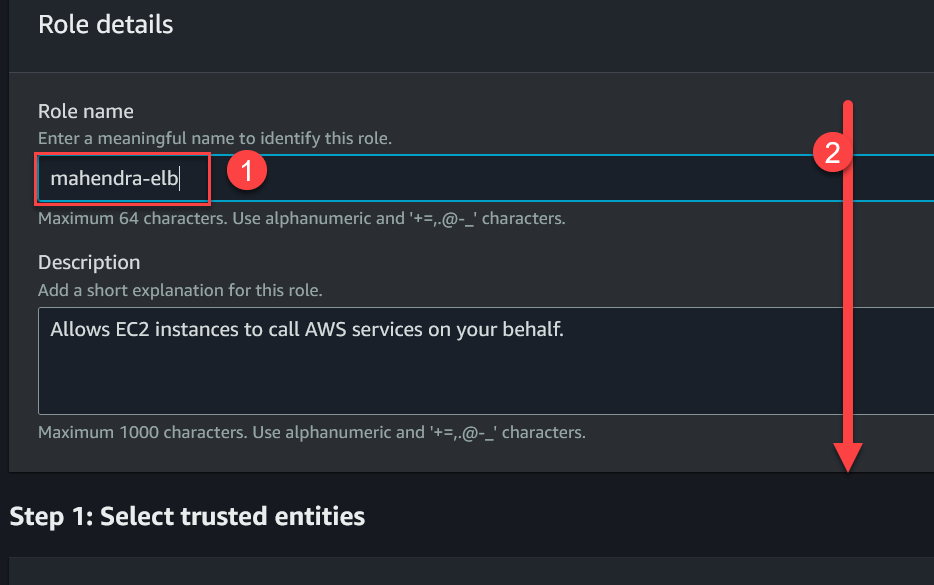 Role details
Role name
Enter a meaningful name to identify this role.
mahendra-elb
1
2
Maximum 64 characters. Use alphanumeric and '+=,.@-_' characters.
Description
Add a short explanation for this role.
Allows EC2 instances to call AWS services on your behalf.
Maximum 1000 characters. Use alphanumeric and '+=,.@-_' characters.
Step 1: Select trusted entities